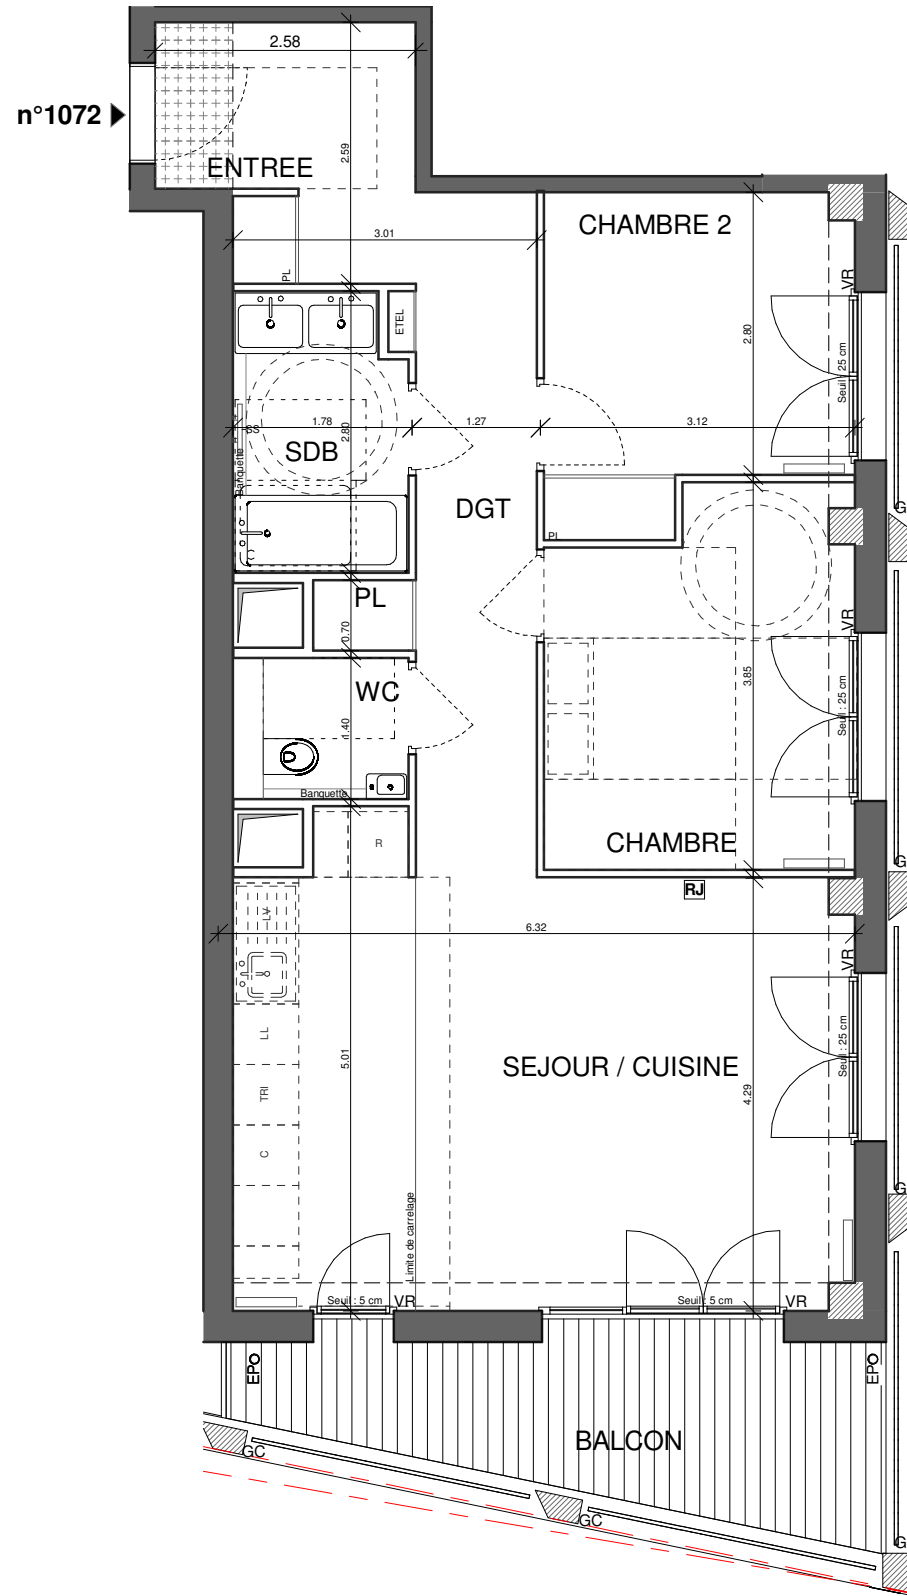 2.58
n°1072
2.59
ENTREE
CHAMBRE 2
3.01
PL
VR
ETEL
2.80
Seuil : 25 cm
SS
1.78
2.80
1.27
3.12
SDB
Banquette
DGT
PL
G
PL
0.70
VR
WC
3.85
Seuil : 25 cm
1.40
Banquette
R
CHAMBRE
G
RJ
LV
6.32
VR
LL
5.01
SEJOUR / CUISINE
Seuil : 25 cm
TRI
4.29
C
Limite de carrelage
G
Seuil : 5 cm
VR
Seuil : 5 cm
VR
EP
EP
BALCON
GC
GC
G